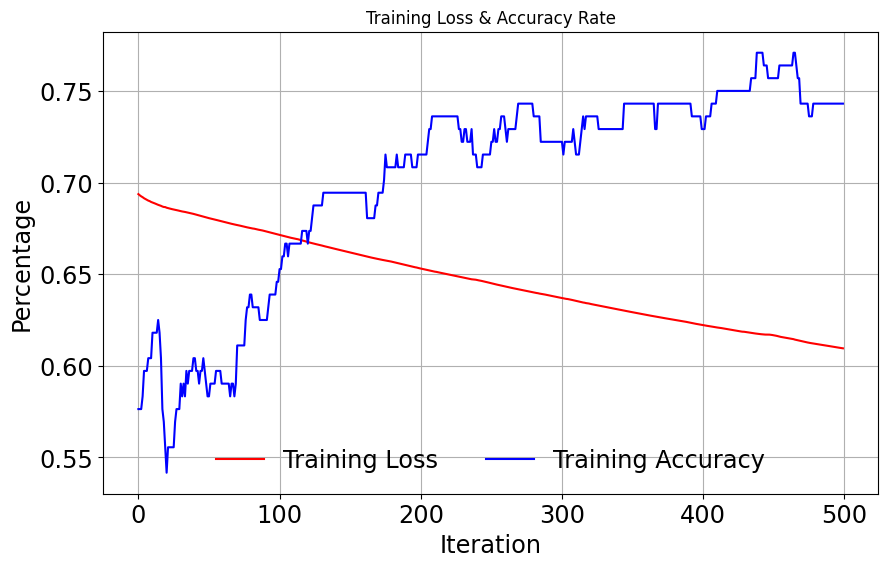 Training Loss & Accuracy Rate
Percentage
0.75
0.70
0.65
0.60
0.55
Training Loss
Training Accuracy
0 100 200 300 400 500
Iteration